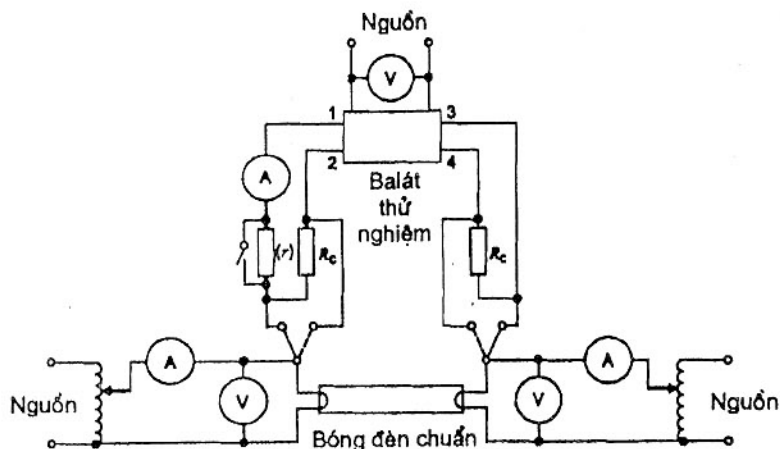 Nguồn
V
1
3
2
4
A
Balát
thử
nghiệm
(r)
Rc
Rc
A
A
Nguồn
V
V
Nguồn
Bóng đèn chuẩn